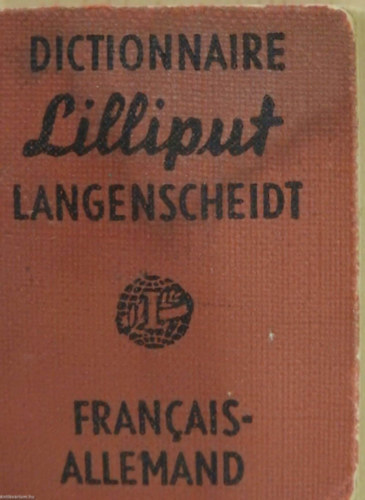 DICTIONNAIRE
Lilliput
LANGENSCHEIDT
L
FRANÇAIS-
ALLEMAND